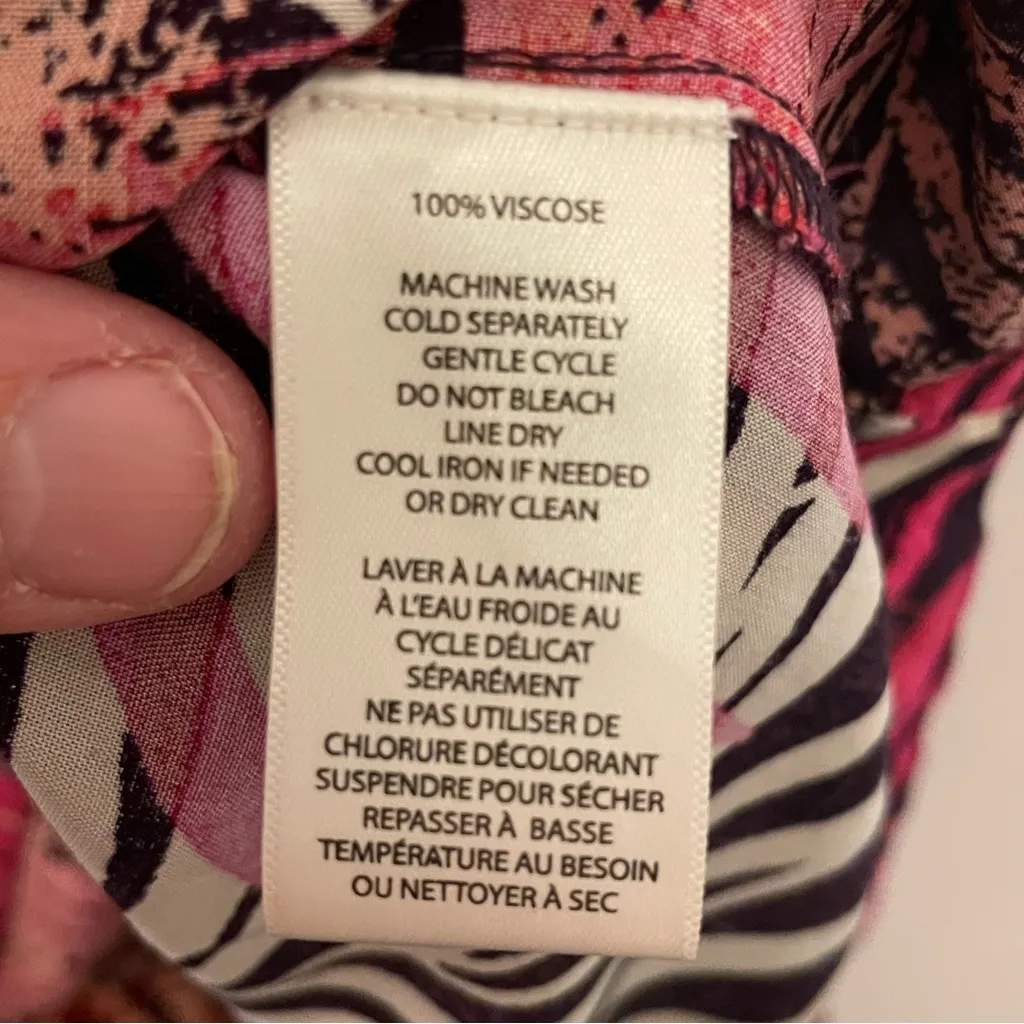 100% VISCOSE
MACHINE WASH
COLD SEPARATELY
GENTLE CYCLE
DO NOT BLEACH
LINE DRY
COOL IRON IF NEEDED
OR DRY CLEAN
LAVER À LA MACHINE
À L'EAU FROIDE AU
CYCLE DÉLICAT
SÉPARÉMENT
NE PAS UTILISER DE
CHLORURE DÉCOLORANT
SUSPENDRE POUR SÉCHER
REPASSER À BASSE
TEMPÉRATURE AU BESOIN
OU NETTOYER À SEC